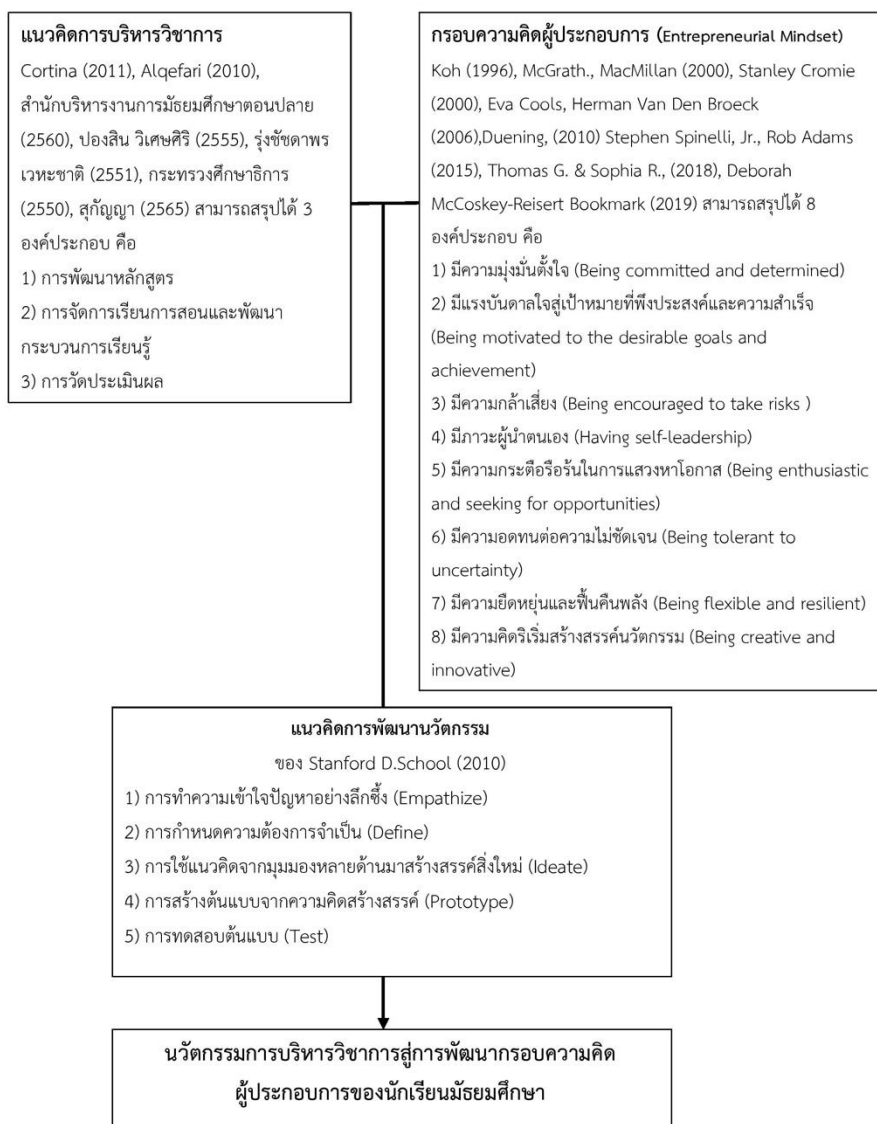 แนวคิดการบริหารวิชาการ
Cortina (2011), Alqefari (2010),
สำนักบริหารงานการมัธยมศึกษาตอนปลาย
(2560), ปองสิน วิเศษศิริ (2555), รุ่งชัชดาพร
เวหะชาติ (2551), กระทรวงศึกษาธิการ
(2550), สุกัญญา (2565) สามารถสรุปได้ 3
องค์ประกอบ คือ
1) การพัฒนาหลักสูตร
2) การจัดการเรียนการสอนและพัฒนา
กระบวนการเรียนรู้
3) การวัดประเมินผล
กรอบความคิดผู้ประกอบการ (Entrepreneurial Mindset)
Koh (1996), McGrath., MacMillan (2000), Stanley Cromie
(2000), Eva Cools, Herman Van Den Broeck
(2006),Duening, (2010) Stephen Spinelli, Jr., Rob Adams
(2015), Thomas G. & Sophia R., (2018), Deborah
McCoskey-Reisert Bookmark (2019) สามารถสรุปได้ 8
องค์ประกอบ คือ
1) มีความมุ่งมั่นตั้งใจ (Being committed and determined)
2) มีแรงบันดาลใจสู่เป้าหมายที่พึงประสงค์และความสำเร็จ
(Being motivated to the desirable goals and
achievement)
3) มีความกล้าเสี่ยง (Being encouraged to take risks )
4) มีภาวะผู้นำตนเอง (Having self-leadership)
5) มีความกระตือรือร้นในการแสวงหาโอกาส (Being enthusiastic
and seeking for opportunities)
6) มีความอดทนต่อความไม่ชัดเจน (Being tolerant to
uncertainty)
7) มีความยืดหยุ่นและฟื้นคืนพลัง (Being flexible and resilient)
8) มีความคิดริเริ่มสร้างสรรค์นวัตกรรม (Being creative and
innovative)
แนวคิดการพัฒนานวัตกรรม
ของ Stanford D.School (2010)
1) การทำความเข้าใจปัญหาอย่างลึกซึ้ง (Empathize)
2) การกำหนดความต้องการจำเป็น (Define)
3) การใช้แนวคิดจากมุมมองหลายด้านมาสร้างสรรค์สิ่งใหม่ (Ideate)
4) การสร้างต้นแบบจากความคิดสร้างสรรค์ (Prototype)
5) การทดสอบต้นแบบ (Test)
นวัตกรรมการบริหารวิชาการสู่การพัฒนากรอบความคิด
ผู้ประกอบการของนักเรียนมัธยมศึกษา